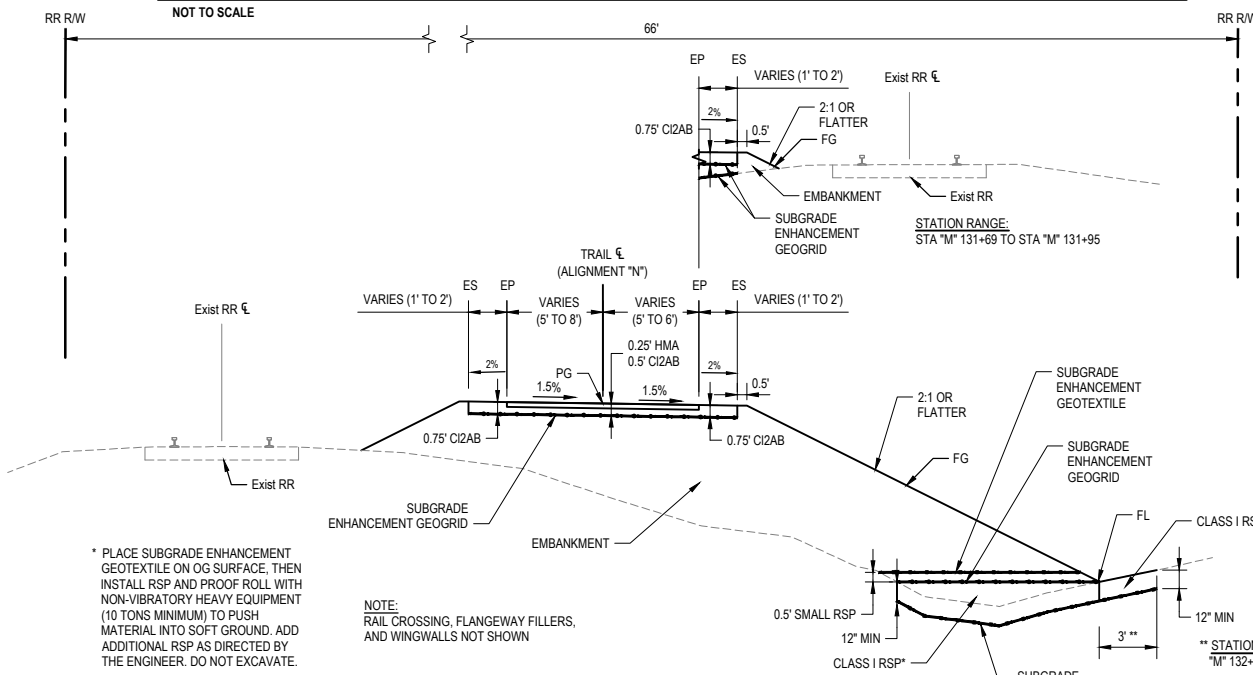 NOT TO SCALE
RR R/W
RR R/W
66'
EP
ES
VARIES (1' TO 2')
Exist RR ℄
2%
2:1 OR
FLATTER
0.75' Cl2AB
0.5'
FG
EMBANKMENT
Exist RR
SUBGRADE
ENHANCEMENT
GEOGRID
STATION RANGE:
STA "M" 131+69 TO STA "M" 131+95
TRAIL ℄
(ALIGNMENT "N")
ES
EP
EP
ES
VARIES (1' TO 2')
VARIES
(5' TO 8')
VARIES
(5' TO 6')
VARIES (1' TO 2')
Exist RR ℄
0.25' HMA
0.5' Cl2AB
2%
PG
2%
0.5'
1.5%
1.5%
SUBGRADE
ENHANCEMENT
GEOTEXTILE
2:1 OR
FLATTER
0.75' Cl2AB
0.75' Cl2AB
SUBGRADE
ENHANCEMENT
GEOGRID
FG
Exist RR
SUBGRADE
ENHANCEMENT GEOGRID
FL
CLASS I
EMBANKMENT
* PLACE SUBGRADE ENHANCEMENT
GEOTEXTILE ON OG SURFACE, THEN
INSTALL RSP AND PROOF ROLL WITH
NON-VIBRATORY HEAVY EQUIPMENT
(10 TONS MINIMUM) TO PUSH
MATERIAL INTO SOFT GROUND. ADD
ADDITIONAL RSP AS DIRECTED BY
THE ENGINEER. DO NOT EXCAVATE.
NOTE:
RAIL CROSSING, FLANGEWAY FILLERS,
AND WINGWALLS NOT SHOWN
0.5' SMALL RSP
12" MIN
12" MIN
3' **
CLASS I RSP*
** STATION
"M" 132+
SUBGRADE